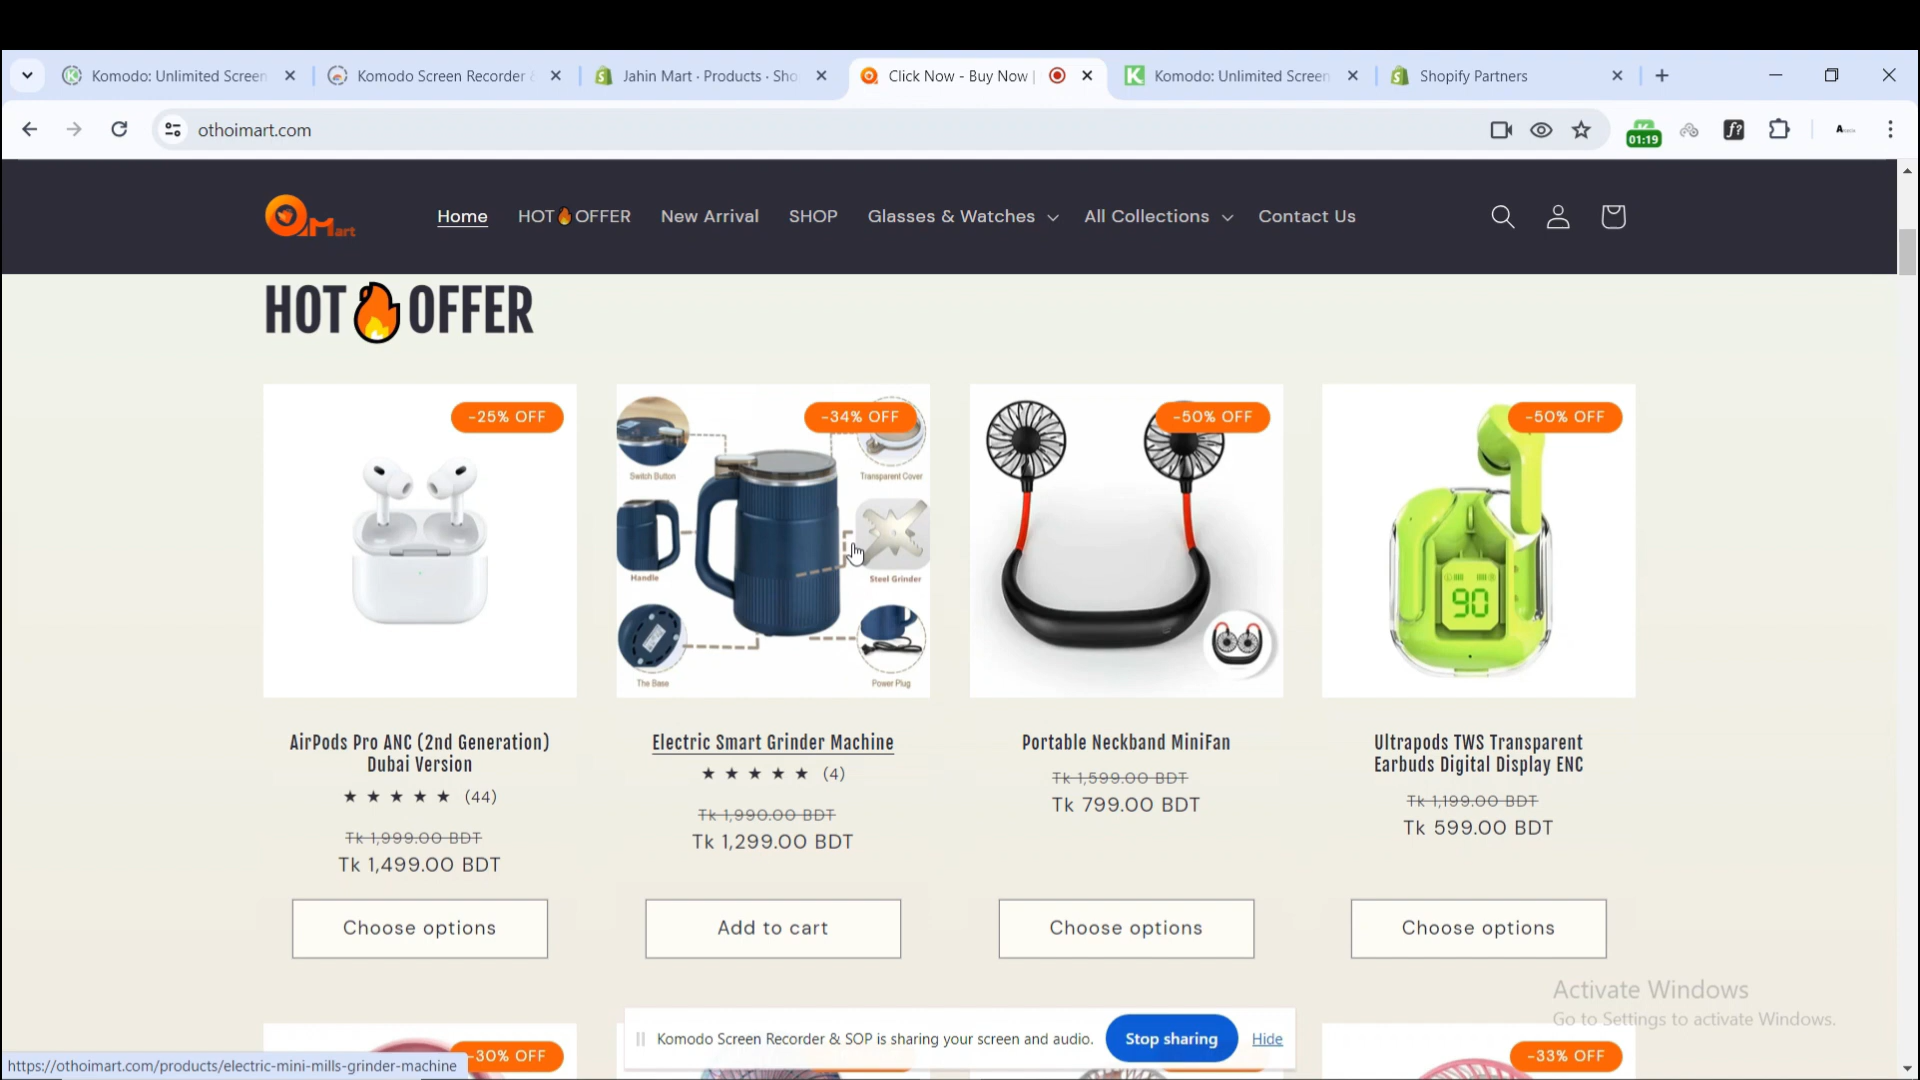 Komodo: Unlimited Screen
Komodo Screen Recorder &
Jahin Mart · Products · Sho
Click Now - Buy Now |
Komodo: Unlimited Screen
Shopify Partners
othoimart.com
01:19
f?
Mart
Home
HOT🔥OFFER
New Arrival
SHOP
Glasses & Watches
All Collections
Contact Us
HOT🔥OFFER
-25% OFF
-34% OFF
-50% OFF
-50% OFF
Switch Button
Transparent Cover
Handle
Steel Grinder
The Base
Power Plug
90
AirPods Pro ANC (2nd Generation)
Dubai Version
★ ★ ★ ★ ★ (44)
Tk 1,999.00 BDT
Tk 1,499.00 BDT
Choose options
Electric Smart Grinder Machine
★ ★ ★ ★ ★ (4)
Tk 1,990.00 BDT
Tk 1,299.00 BDT
Add to cart
Portable Neckband MiniFan
Tk 1,599.00 BDT
Tk 799.00 BDT
Choose options
Ultrapods TWS Transparent
Earbuds Digital Display ENC
Tk 1,199.00 BDT
Tk 599.00 BDT
Choose options
Activate Windows
Go to Settings to activate Windows.
Komodo Screen Recorder & SOP is sharing your screen and audio.
Stop sharing
Hide
-30% OFF
-33% OFF
https://othoimart.com/products/electric-mini-mills-grinder-machine